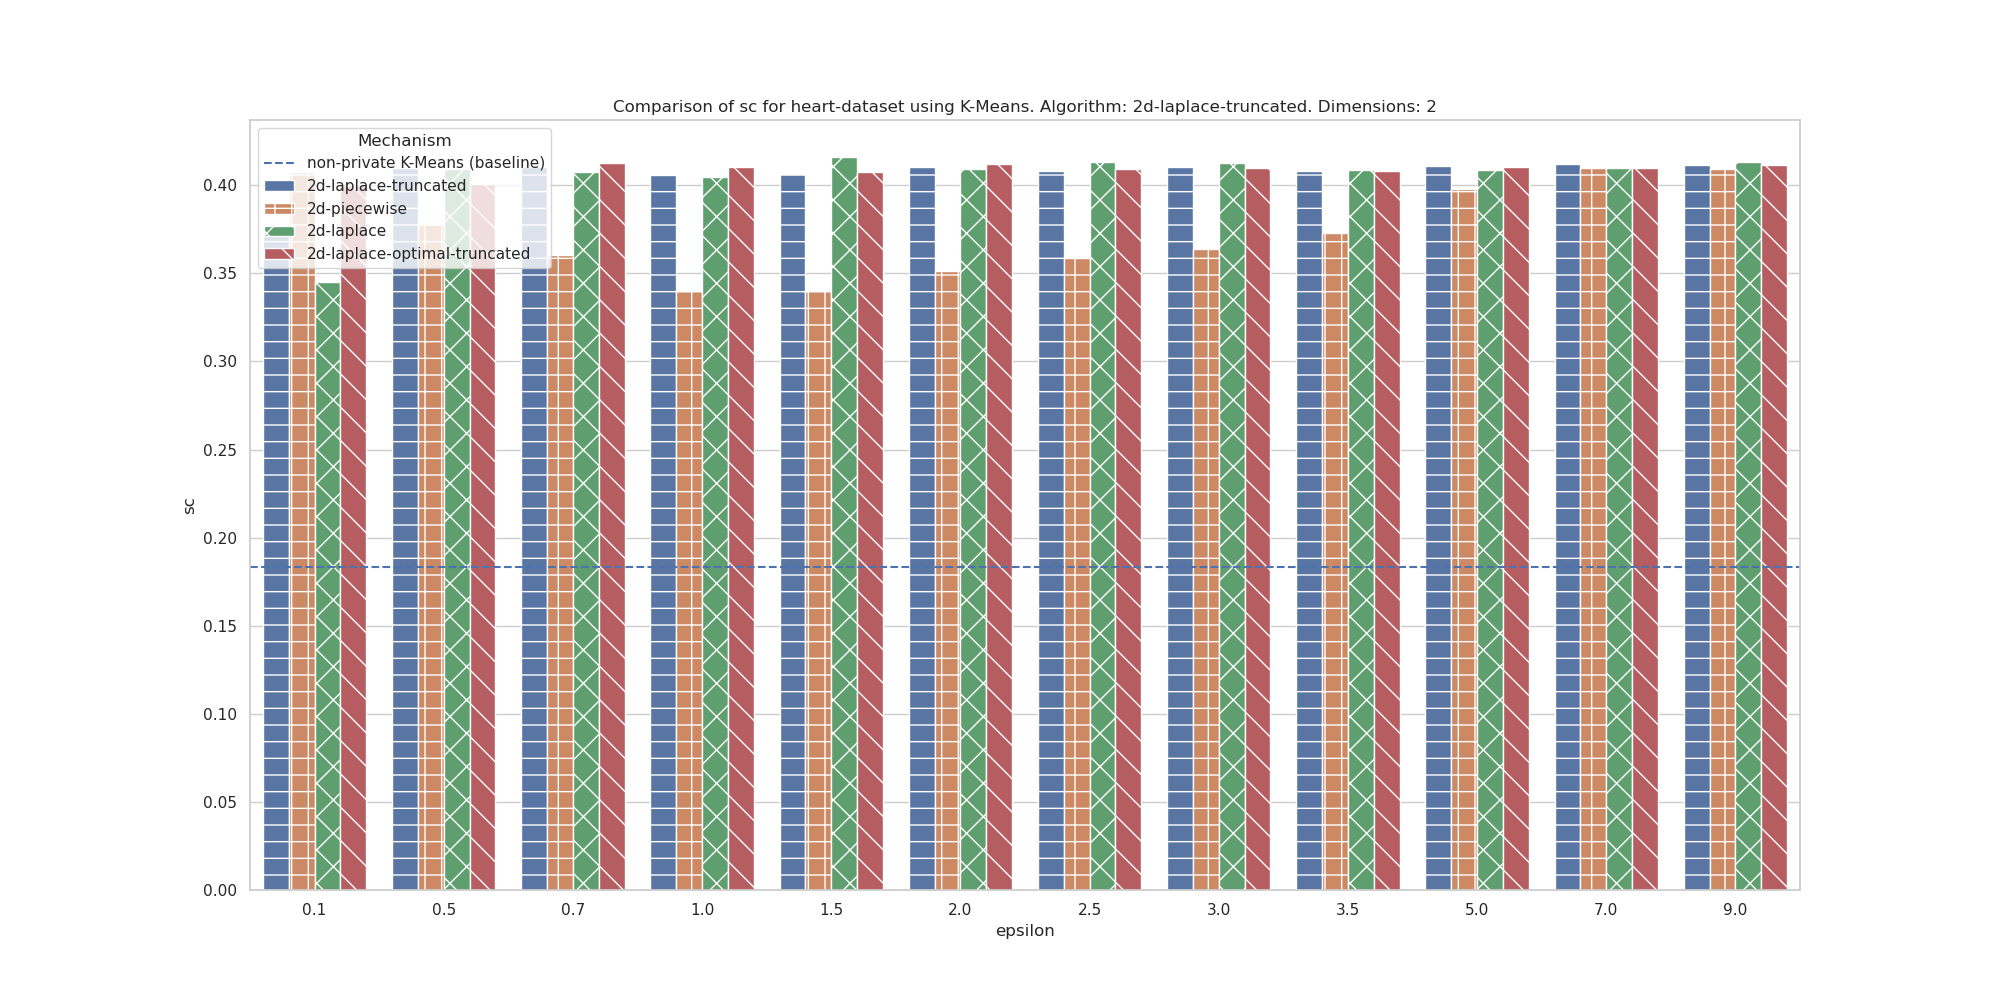 Comparison of sc for heart-dataset using K-Means. Algorithm: 2d-laplace-truncated. Dimensions: 2
Mechanism
non-private K-Means (baseline)
2d-laplace-truncated
2d-piecewise
2d-laplace
2d-laplace-optimal-truncated
0.40
0.35
0.30
0.25
0.20
0.15
0.10
0.05
0.00
sc
0.1 0.5 0.7 1.0 1.5 2.0 2.5 3.0 3.5 5.0 7.0 9.0
epsilon